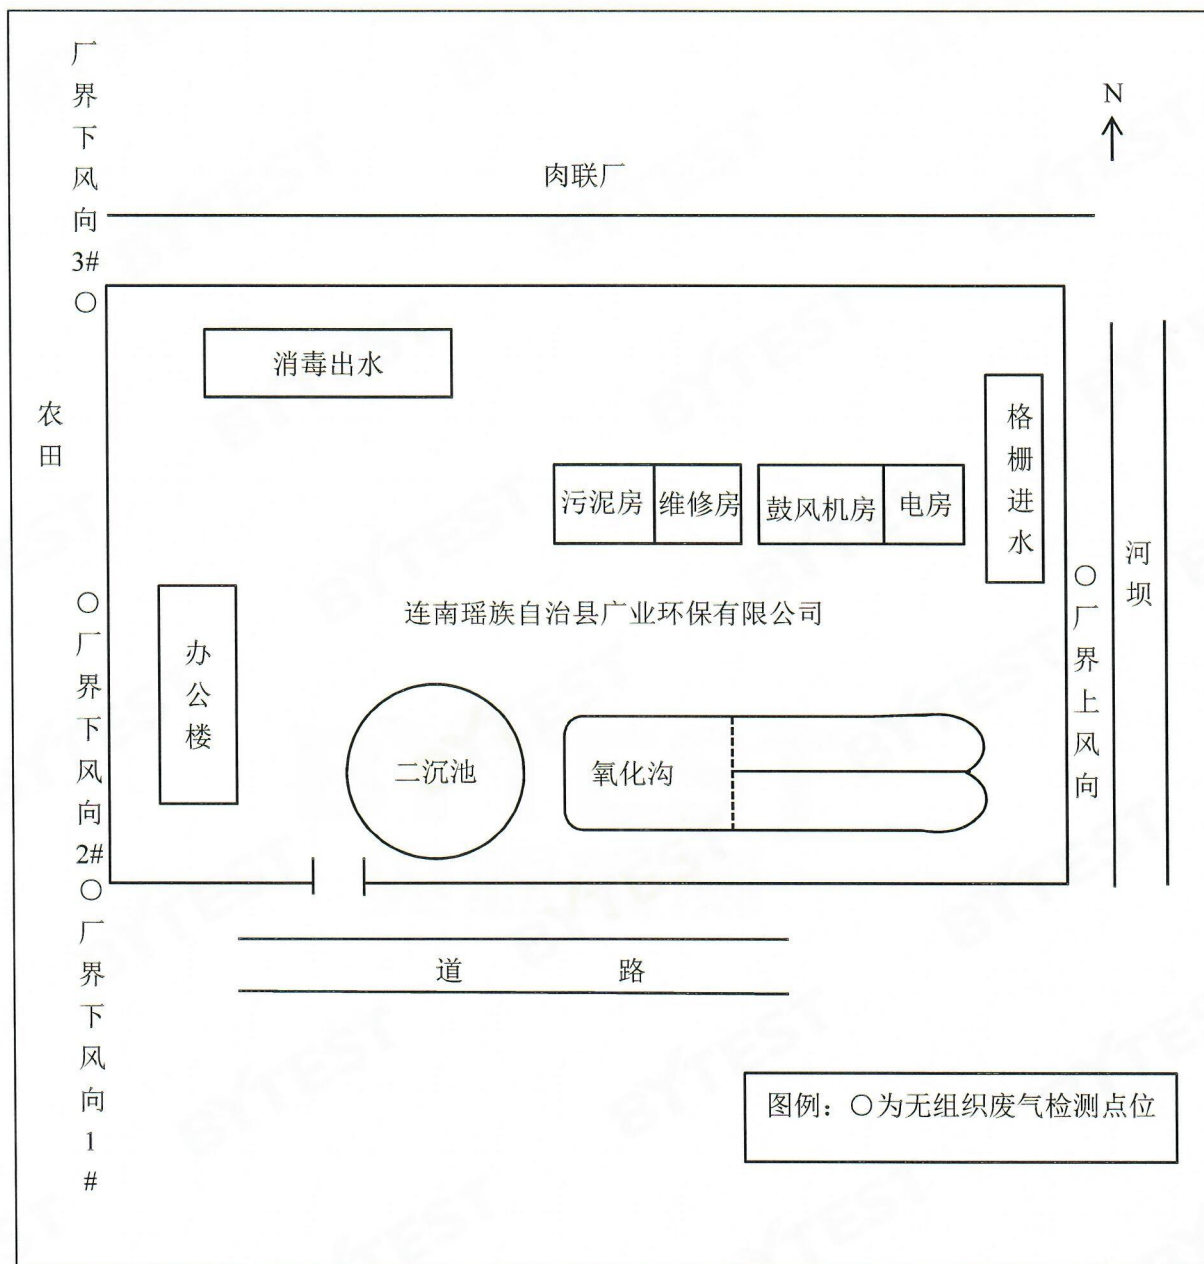 厂界下风向3#
N
肉联厂
消毒出水
农田
格栅进水
污泥房
维修房
鼓风机房
电房
河坝
连南瑶族自治县广业环保有限公司
厂界下风向2#
办公楼
厂界上风向
二沉池
氧化沟
厂界下风向1#
道 路
图例：○为无组织废气检测点位
BYTEST